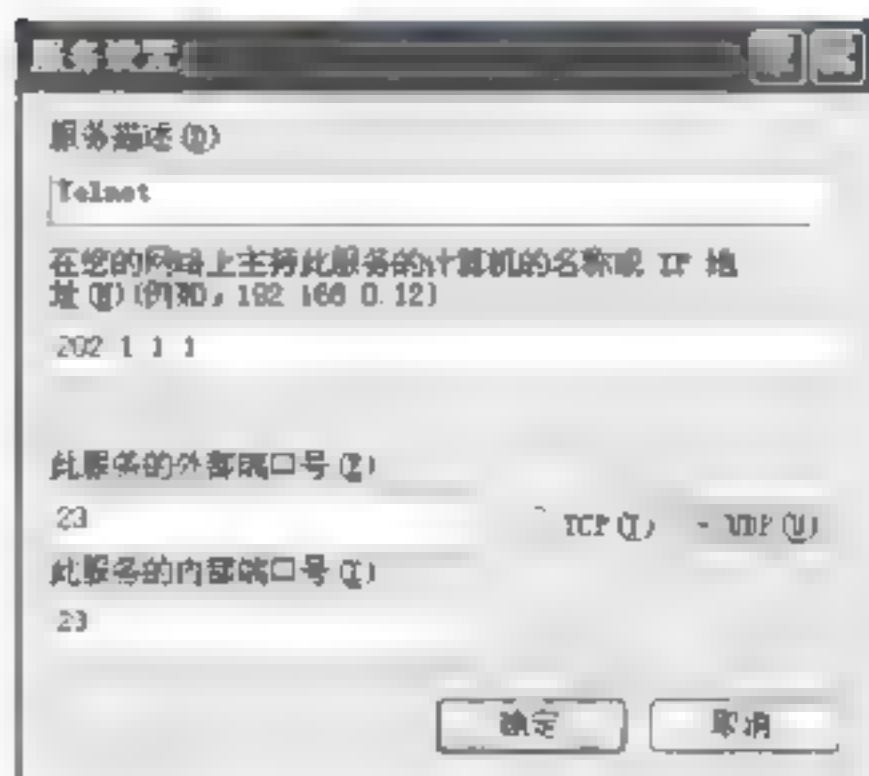 服务设置
服务描述(D)
Telnet
在您的网络上主持此服务的计算机的名称或 IP 地
址(N)(例如，192 168 0.12)
202 1 1 1
此服务的外部端口号(E)
23
TCP(T) UDP(U)
此服务的内部端口号(I)
23
确定 取消